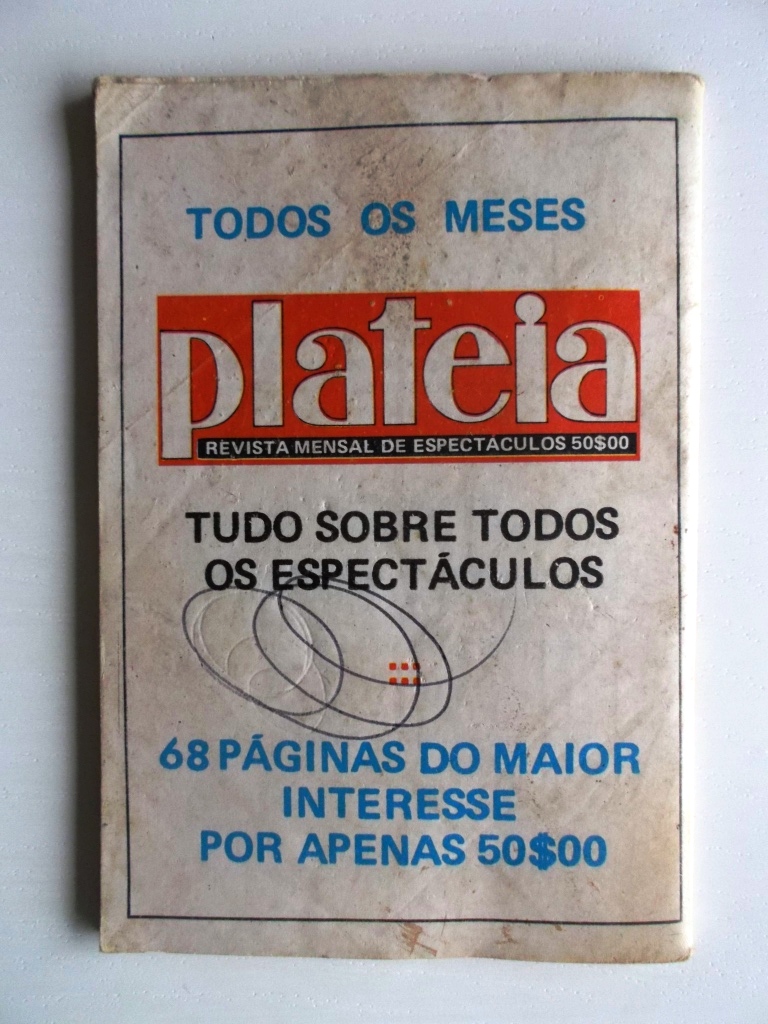 TODOS OS MESES
plateia
REVISTA MENSAL DE ESPECTÁCULOS 50$00
TUDO SOBRE TODOS
OS ESPECTÁCULOS
68 PÁGINAS DO MAIOR
INTERESSE
POR APENAS 50$00